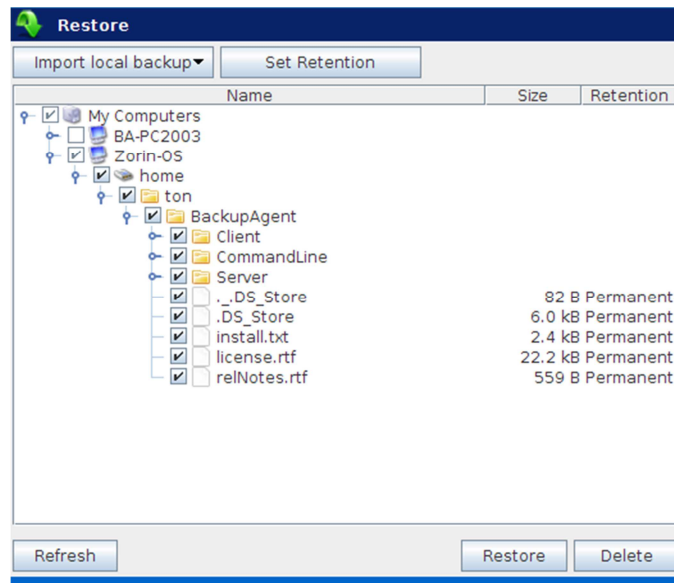 Restore
Import local backup Set Retention
Name Size Retention
My Computers
BA-PC2003
Zorin-OS
home
ton
BackupAgent
Client
CommandLine
Server
._.DS_Store 82 B Permanent
.DS_Store 6.0 kB Permanent
install.txt 2.4 kB Permanent
license.rtf 22.2 kB Permanent
relNotes.rtf 559 B Permanent
Refresh Restore Delete